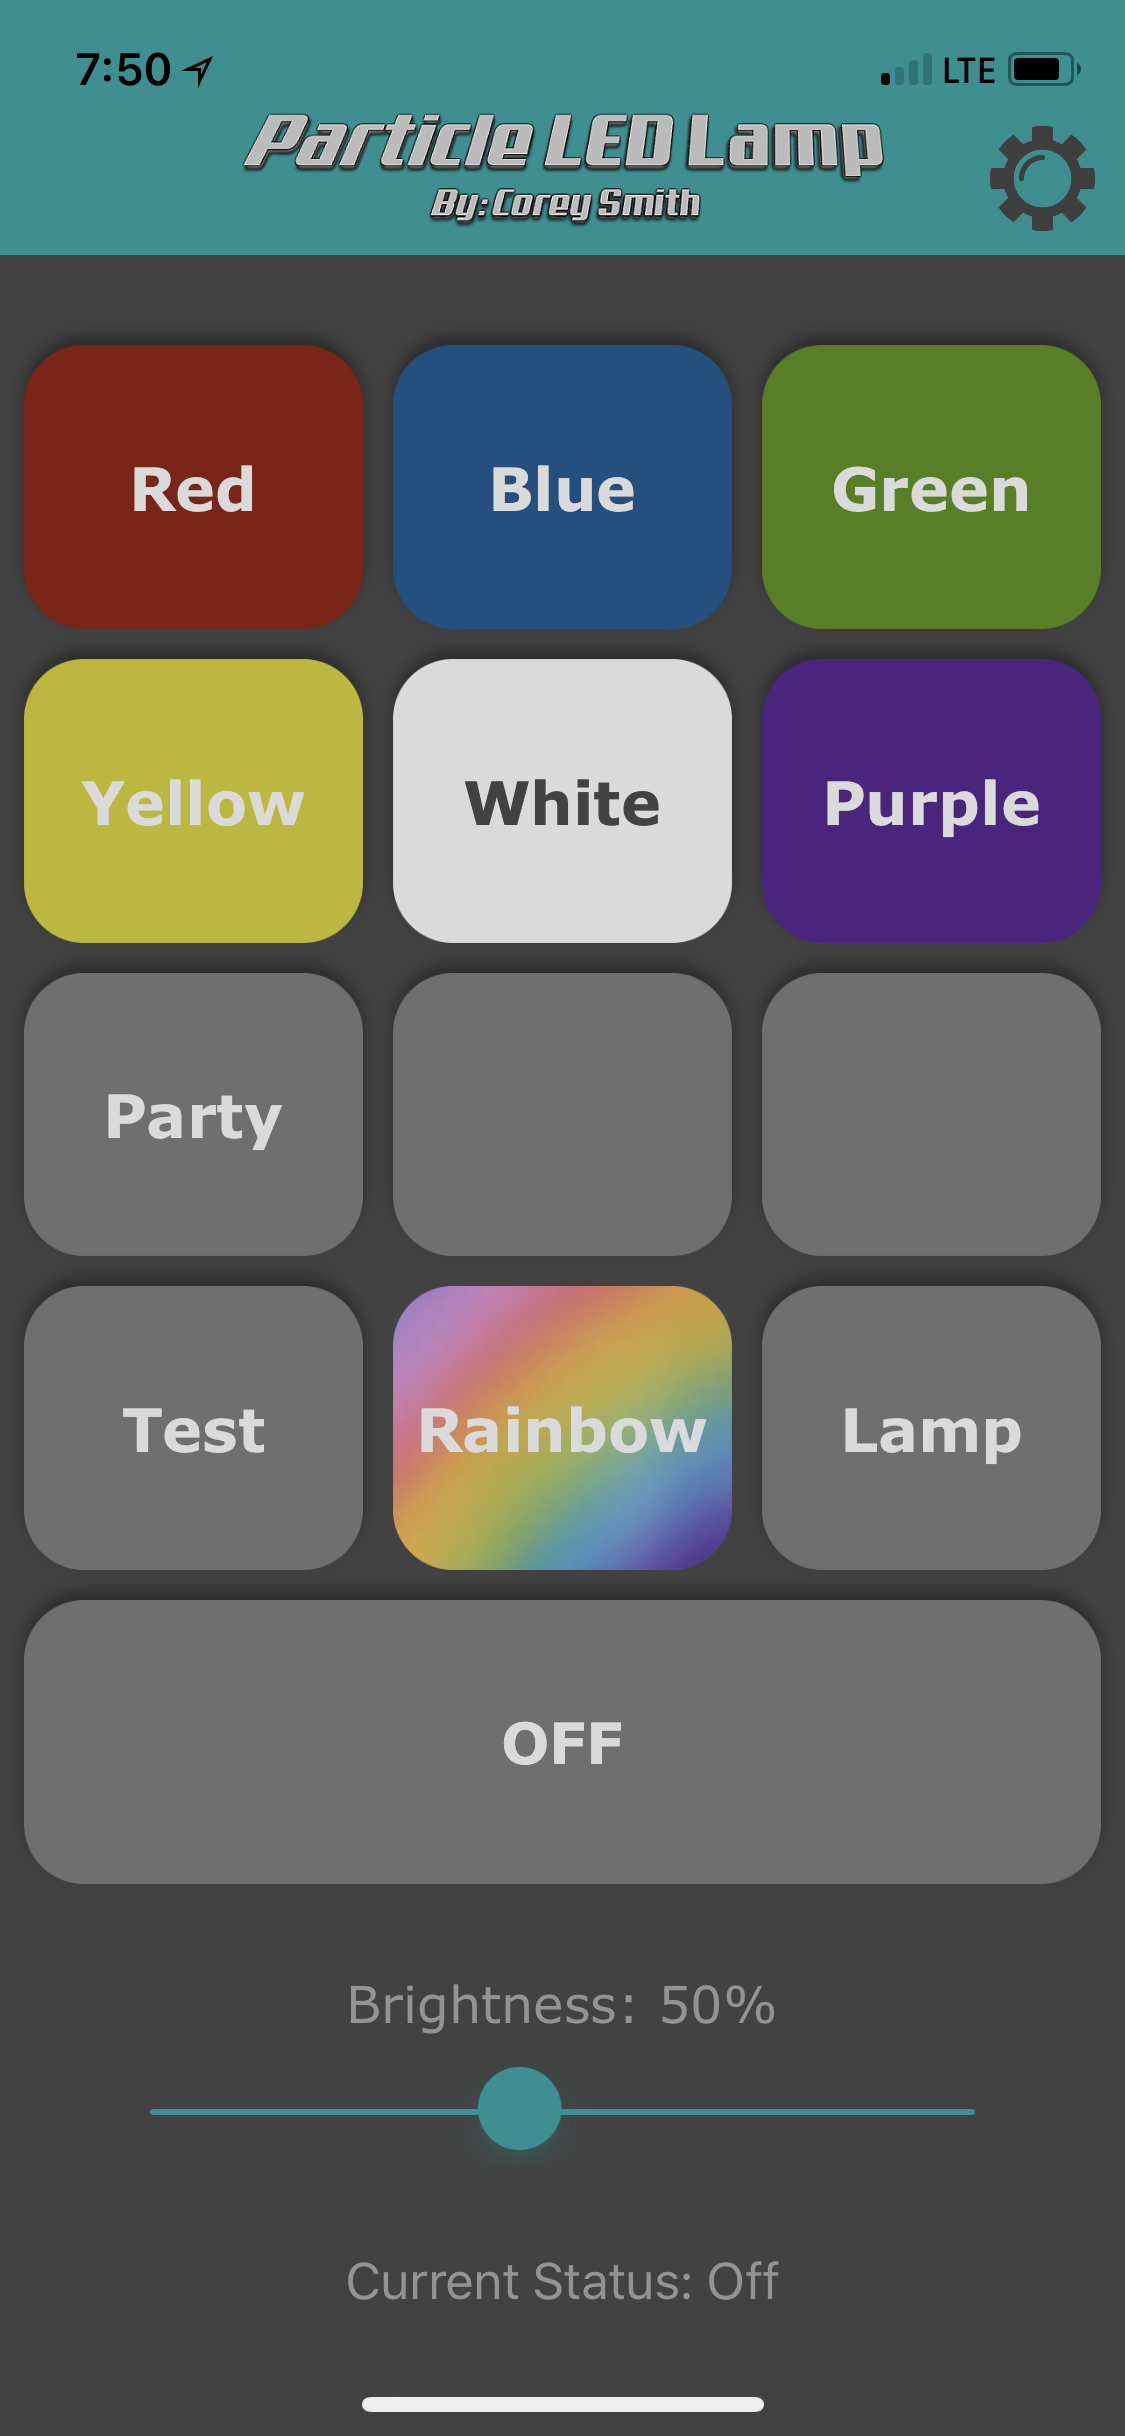 7:50 LTE
Particle LED Lamp
By: Corey Smith
Red Blue Green
Yellow White Purple
Party
Test Rainbow Lamp
OFF
Brightness: 50%
Current Status: Off